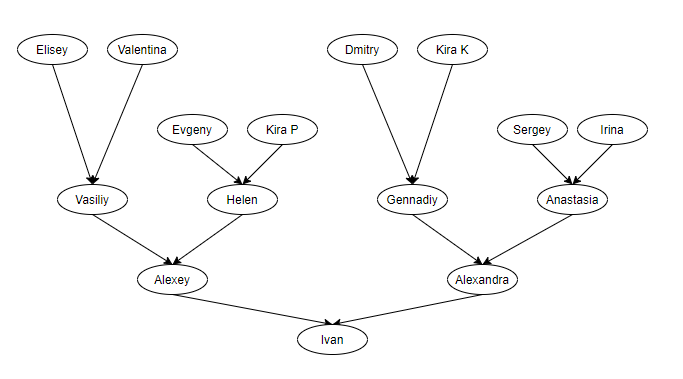 Elisey
Valentina
Dmitry
Kira K
Evgeny
Kira P
Sergey
Irina
Vasiliy
Helen
Gennadiy
Anastasia
Alexey
Alexandra
Ivan